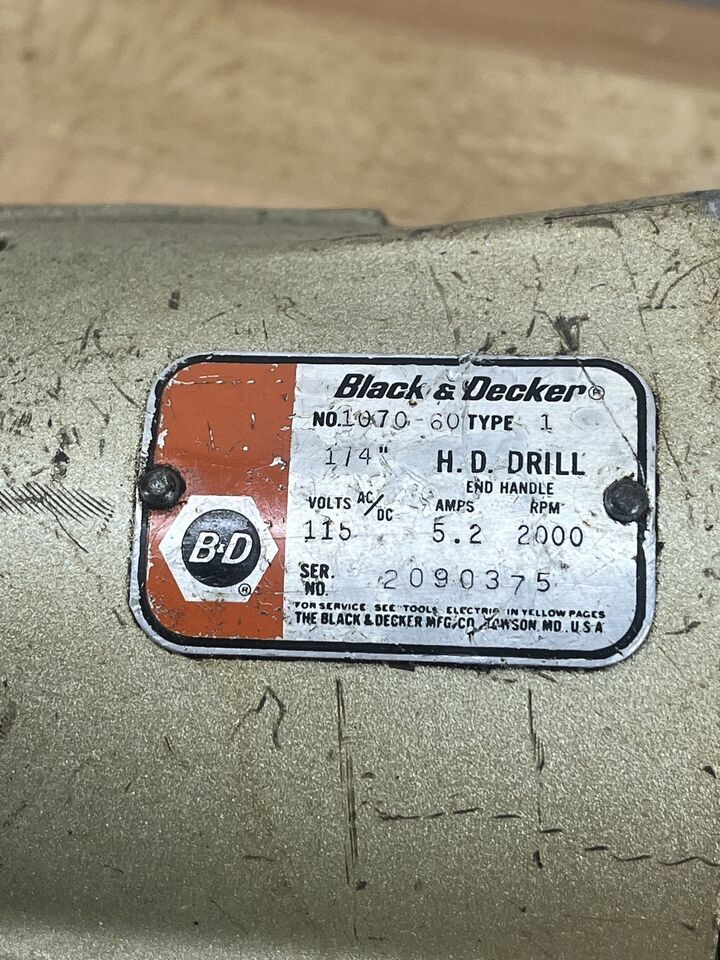 Black & Decker®
NO. 1070-60 TYPE 1
1/4" H. D. DRILL
END HANDLE
VOLTS AC/DC AMPS RPM
115 5.2 2000
B&D®
SER. NO. 2090375
FOR SERVICE SEE "TOOLS ELECTRIC" IN YELLOW PAGES
THE BLACK & DECKER MFG. CO. TOWSON, MD., U.S.A